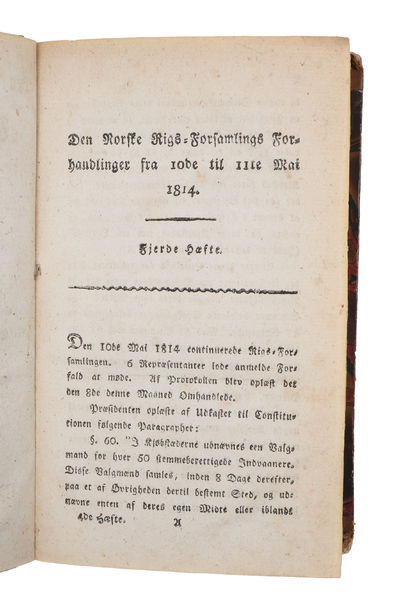 Den Norske Rigs-Forsamlings For-
handlinger fra 10de til 11te Mai
1814.
Fjerde Hæfte.
Den 10de Mai 1814 continuerede Rigs-For-
samlingen. 6 Repræsentanter lode anmelde For-
fald at møde. Af Protokollen blev oplæst det
den 8de denne Maaned Omhandlede.
Præsidenten oplæste af Udkastet til Constitu-
tionen følgende Paragrapher:
§. 60. "I Kjøbstæderne udnævnes een Valg-
mand for hver 50 stemmeberettigede Indvaanere.
Disse Valgmænd samles, inden 8 Dage derefter,
paa et af Øvrigheden dertil bestemt Sted, og ud-
nævne enten af deres egen Midte eller iblandt
4de Hæfte. A